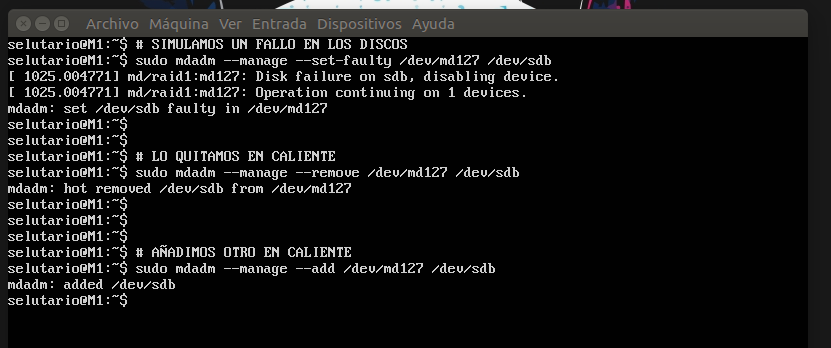 Archivo Máquina Ver Entrada Dispositivos Ayuda
selutario@M1:~$ # SIMULAMOS UN FALLO EN LOS DISCOS
selutario@M1:~$ sudo mdadm --manage --set-faulty /dev/md127 /dev/sdb
[ 1025.004771] md/raid1:md127: Disk failure on sdb, disabling device.
[ 1025.004771] md/raid1:md127: Operation continuing on 1 devices.
mdadm: set /dev/sdb faulty in /dev/md127
selutario@M1:~$
selutario@M1:~$
selutario@M1:~$ # LO QUITAMOS EN CALIENTE
selutario@M1:~$ sudo mdadm --manage --remove /dev/md127 /dev/sdb
mdadm: hot removed /dev/sdb from /dev/md127
selutario@M1:~$
selutario@M1:~$
selutario@M1:~$
selutario@M1:~$ # AÑADIMOS OTRO EN CALIENTE
selutario@M1:~$ sudo mdadm --manage --add /dev/md127 /dev/sdb
mdadm: added /dev/sdb
selutario@M1:~$